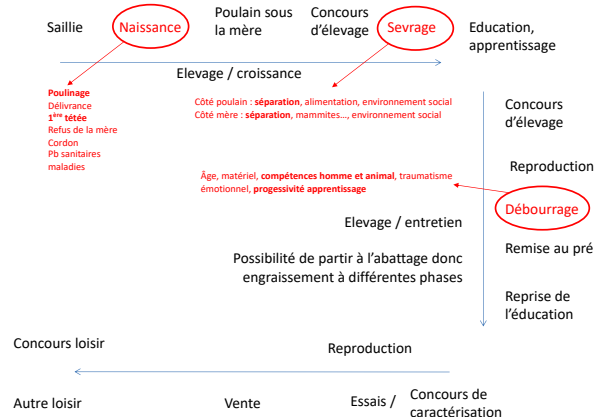 Saillie
Naissance
Poulain sous
la mère
Concours
d'élevage
Sevrage
Education,
apprentissage
Elevage / croissance
Poulinage
Délivrance
1ère tétée
Refus de la mère
Cordon
Pb sanitaires
maladies
Côté poulain : séparation, alimentation, environnement social
Côté mère : séparation, mammites…, environnement social
Concours
d'élevage
Reproduction
Âge, matériel, compétences homme et animal, traumatisme
émotionnel, progessivité apprentissage
Débourrage
Elevage / entretien
Remise au pré
Possibilité de partir à l'abattage donc
engraissement à différentes phases
Reprise de
l'éducation
Concours loisir
Reproduction
Autre loisir
Vente
Essais /
Concours de
caractérisation